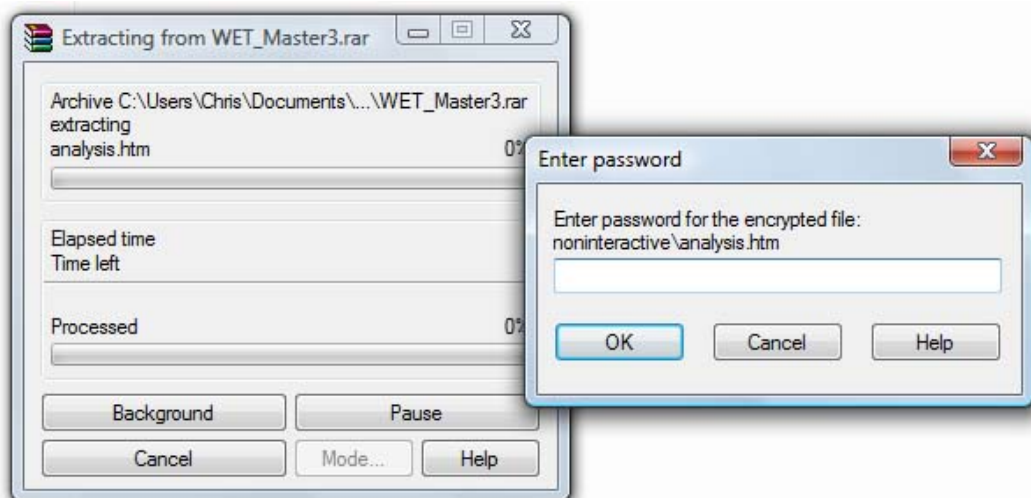 Extracting from WET_Master3.rar
Archive C:\Users\Chris\Documents\...\WET_Master3.rar
extracting
analysis.htm 0%
Elapsed time
Time left
Processed 0%
Background Pause
Cancel Mode... Help
Enter password
Enter password for the encrypted file:
noninteractive\analysis.htm
OK Cancel Help